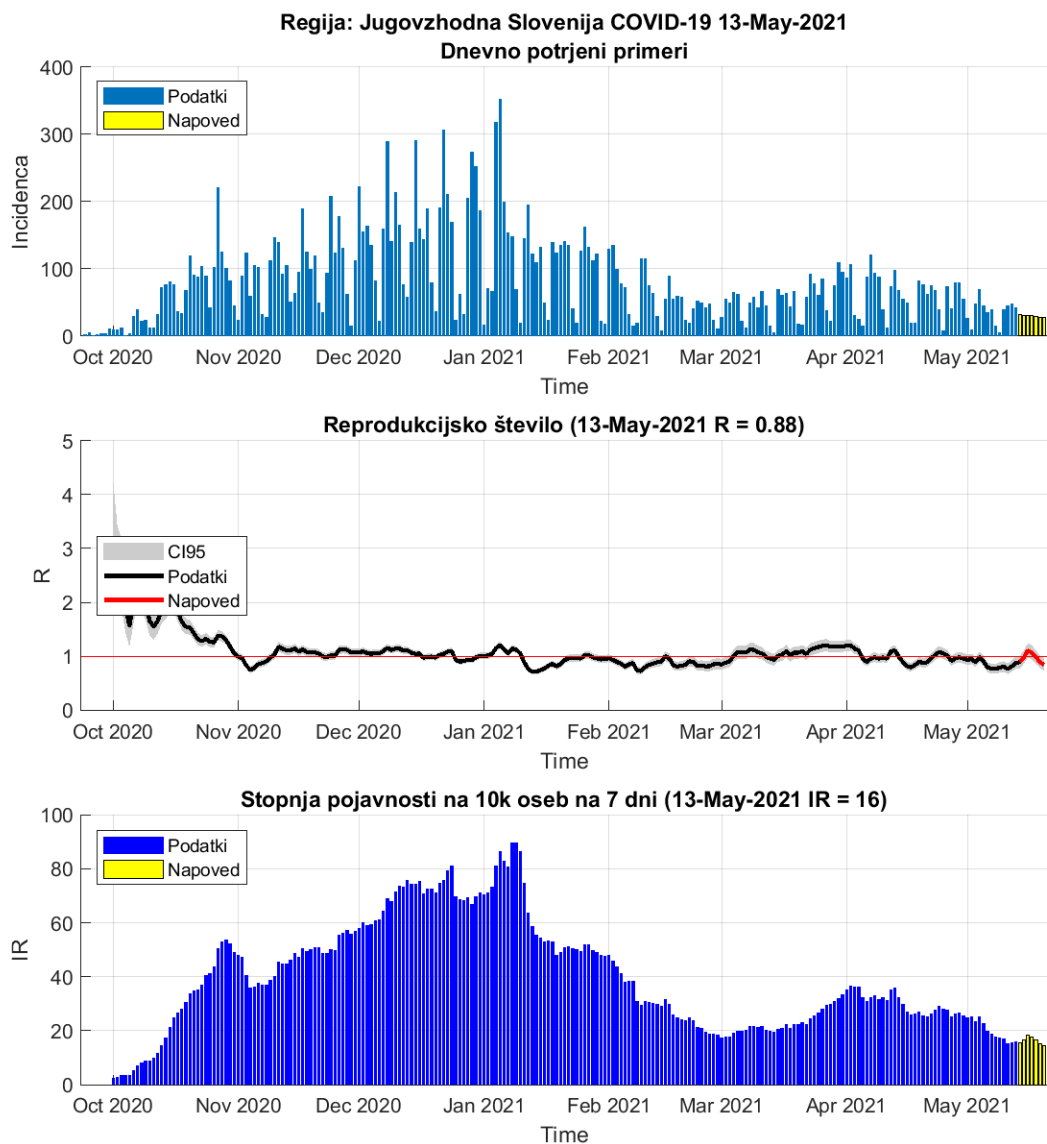 Regija: Jugovzhodna Slovenija COVID-19 13-May-2021
Dnevno potrjeni primeri
400
300
200
100
0
Incidenca
Podatki
Napoved
Oct 2020 Nov 2020 Dec 2020 Jan 2021 Feb 2021 Mar 2021 Apr 2021 May 2021
Time
Reprodukcijsko število (13-May-2021 R = 0.88)
5
4
3
2
1
0
R
CI95
Podatki
Napoved
Oct 2020 Nov 2020 Dec 2020 Jan 2021 Feb 2021 Mar 2021 Apr 2021 May 2021
Time
Stopnja pojavnosti na 10k oseb na 7 dni (13-May-2021 IR = 16)
100
80
60
40
20
0
IR
Podatki
Napoved
Oct 2020 Nov 2020 Dec 2020 Jan 2021 Feb 2021 Mar 2021 Apr 2021 May 2021
Time